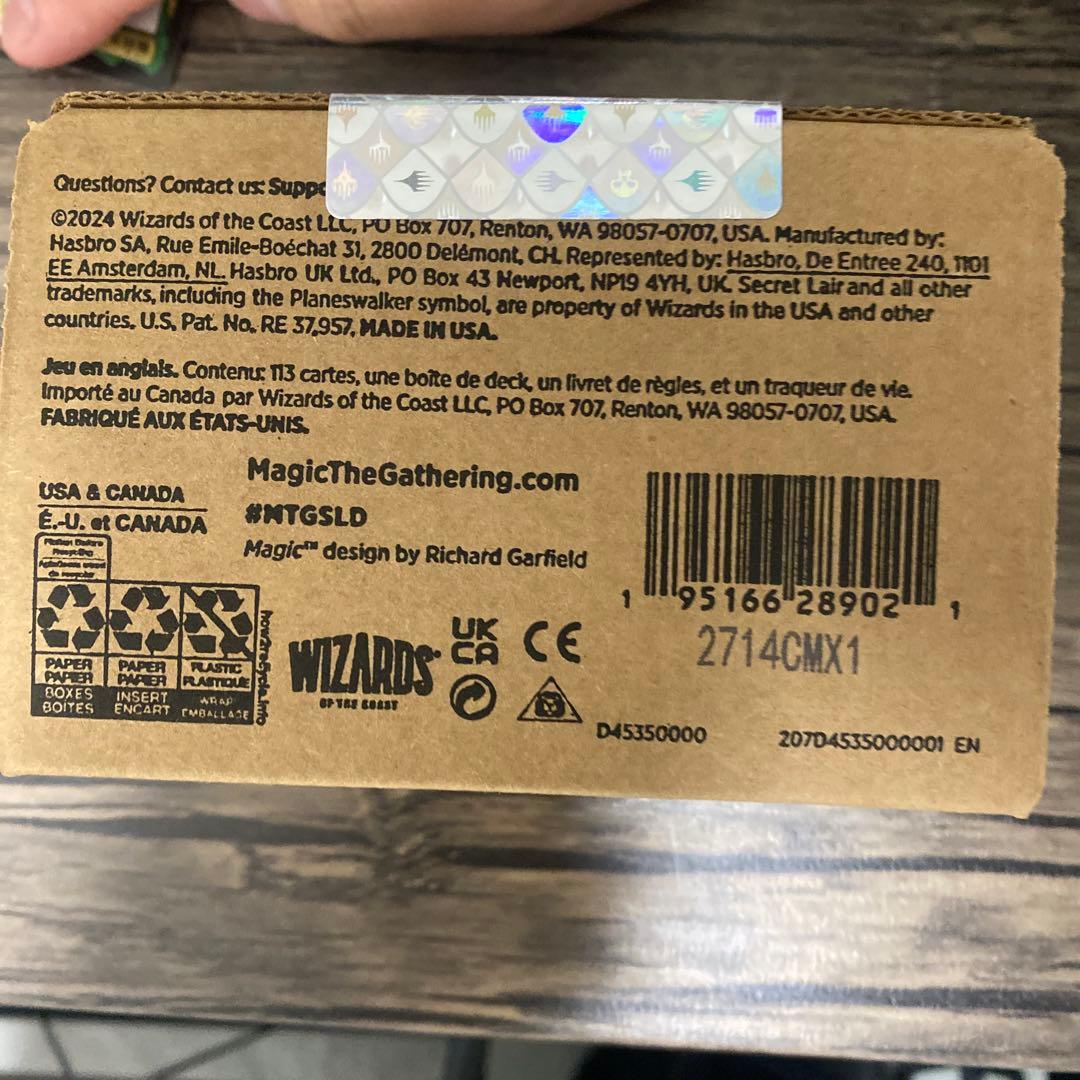 Questions? Contact us: Suppo
©2024 Wizards of the Coast LLC, PO Box 707, Renton, WA 98057-0707, USA. Manufactured by:
Hasbro SA, Rue Emile-Boéchat 31, 2800 Delémont, CH. Represented by: Hasbro, De Entree 240, 1101
EE Amsterdam, NL. Hasbro UK Ltd., PO Box 43 Newport, NP19 4YH, UK. Secret Lair and all other
trademarks, including the Planeswalker symbol, are property of Wizards in the USA and other
countries. U.S. Pat. No. RE 37,957. MADE IN USA.
Jeu en anglais. Contenu: 113 cartes, une boîte de deck, un livret de règles, et un traqueur de vie.
Importé au Canada par Wizards of the Coast LLC, PO Box 707, Renton, WA 98057-0707, USA.
FABRIQUÉ AUX ÉTATS-UNIS.
USA & CANADA
É.-U. et CANADA
MagicTheGathering.com
#MTGSLD
Magic™ design by Richard Garfield
PAPER
PAPIER
BOXES
BOÎTES
PAPER
PAPIER
INSERT
ENCART
PLASTIC
PLASTIQUE
WRAP
EMBALLAGE
how2recycle.info
WIZARDS
OF THE COAST
UK
CA
CE
1 95166 28902 1
2714CMX1
D45350000
207D4535000001 EN